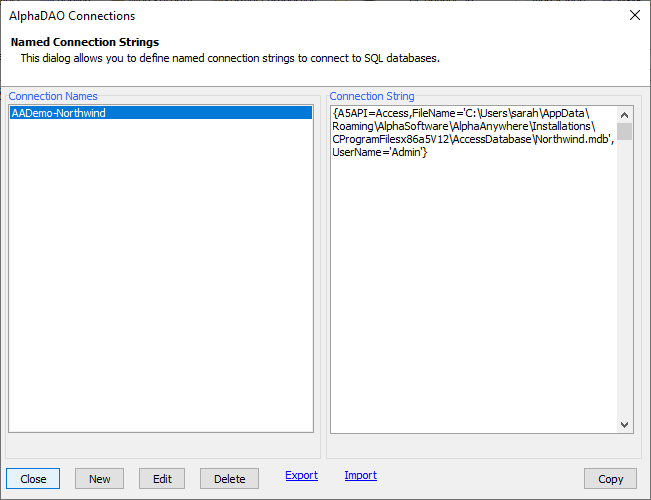 AlphaDAO Connections
Named Connection Strings
This dialog allows you to define named connection strings to connect to SQL databases.
Connection Names
AADemo-Northwind
Connection String
{A5API=Access,FileName='C:\Users\sarah\AppData\
Roaming\AlphaSoftware\AlphaAnywhere\Installations\
CProgramFilesx86a5V12\AccessDatabase\Northwind.mdb',
UserName='Admin'}
Close
New
Edit
Delete
Export
Import
Copy